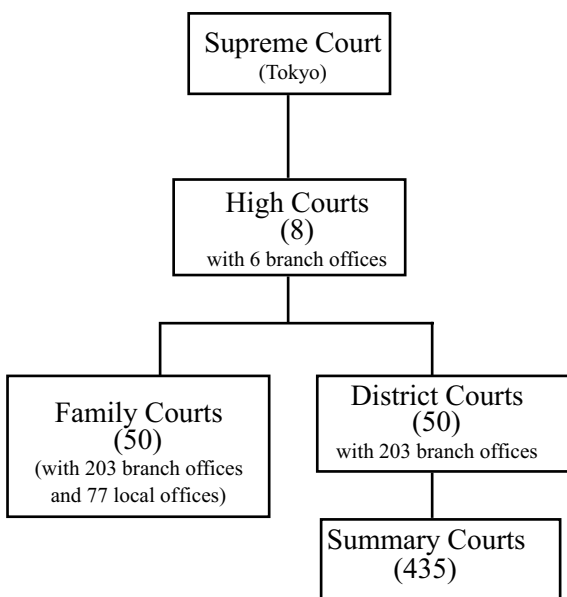 Supreme Court
(Tokyo)
High Courts
(8)
with 6 branch offices
Family Courts
(50)
(with 203 branch offices
and 77 local offices)
District Courts
(50)
with 203 branch offices
Summary Courts
(435)